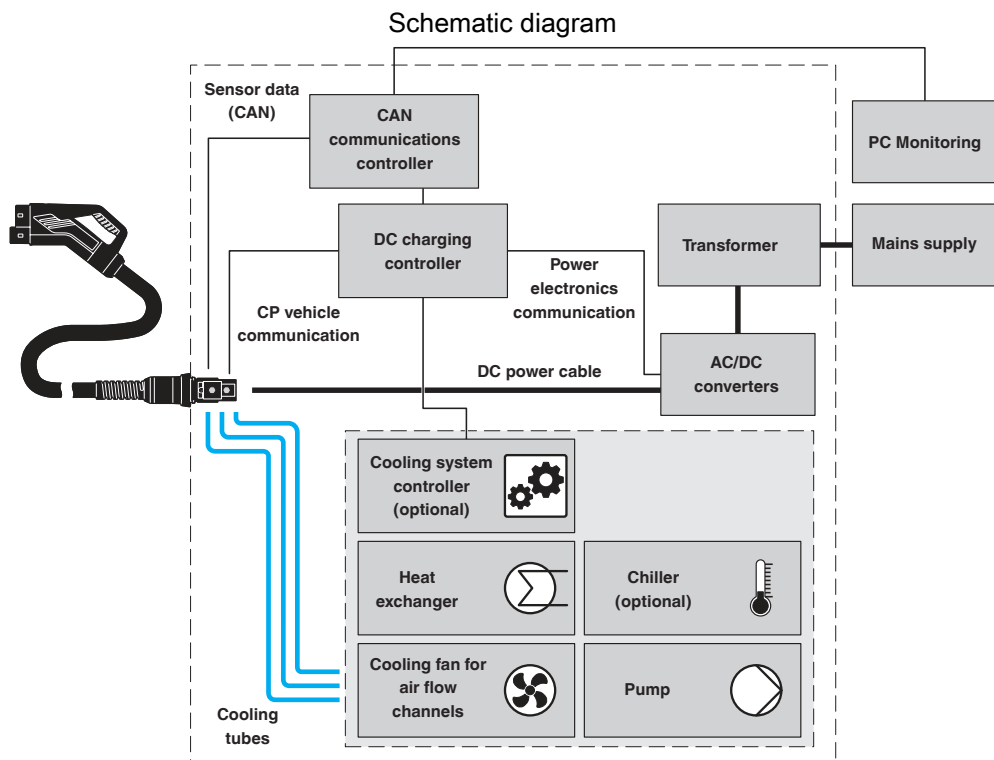 Schematic diagram
Sensor data
(CAN)
CAN
communications
controller
PC Monitoring
DC charging
controller
Transformer
Mains supply
Power
electronics
communication
CP vehicle
communication
DC power cable
AC/DC
converters
Cooling system
controller
(optional)
Heat
exchanger
Chiller
(optional)
Cooling fan for
air flow
channels
Pump
Cooling
tubes